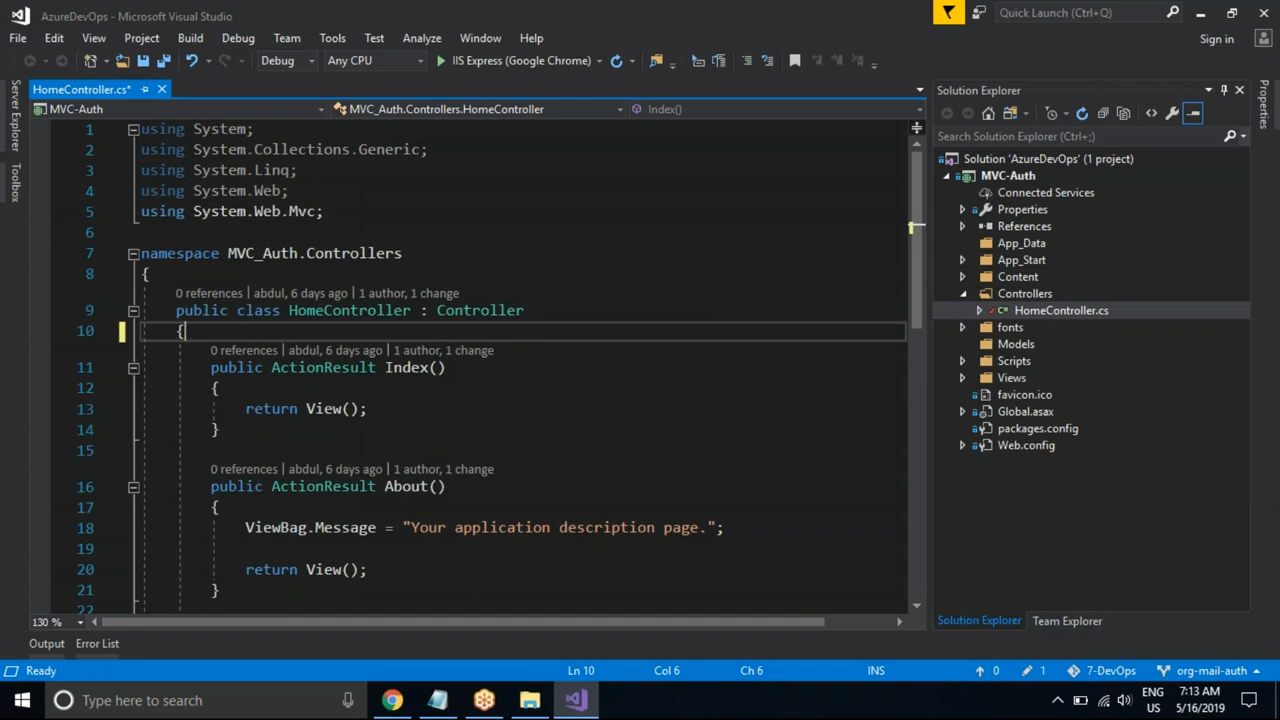 AzureDevOps - Microsoft Visual Studio
Quick Launch (Ctrl+Q)
File Edit View Project Build Debug Team Tools Test Analyze Window Help
Sign in
Debug Any CPU IIS Express (Google Chrome)
HomeController.cs*
MVC-Auth MVC_Auth.Controllers.HomeController Index()
Server Explorer
Toolbox
1 using System;
2 using System.Collections.Generic;
3 using System.Linq;
4 using System.Web;
5 using System.Web.Mvc;
6
7 namespace MVC_Auth.Controllers
8 {
0 references | abdul, 6 days ago | 1 author, 1 change
9 public class HomeController : Controller
10 {
0 references | abdul, 6 days ago | 1 author, 1 change
11 public ActionResult Index()
12 {
13 return View();
14 }
15
0 references | abdul, 6 days ago | 1 author, 1 change
16 public ActionResult About()
17 {
18 ViewBag.Message = "Your application description page.";
19
20 return View();
21 }
22
130 %
Solution Explorer
Search Solution Explorer (Ctrl+;)
Solution 'AzureDevOps' (1 project)
MVC-Auth
Connected Services
Properties
References
App_Data
App_Start
Content
Controllers
HomeController.cs
fonts
Models
Scripts
Views
favicon.ico
Global.asax
packages.config
Web.config
Solution Explorer Team Explorer
Properties
Output Error List
Ready Ln 10 Col 6 Ch 6 INS 0 1 7-DevOps org-mail-auth
Type here to search
ENG 7:13 AM
US 5/16/2019